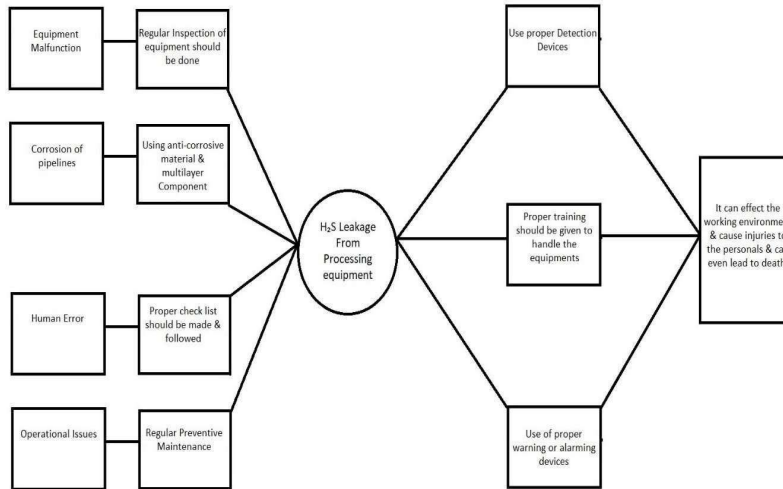 Equipment
Malfunction
Regular Inspection of
equipment should
be done
Corrosion of
pipelines
Using anti-corrosive
material &
multilayer
Component
Human Error
Proper check list
should be made &
followed
Operational Issues
Regular Preventive
Maintenance
H₂S Leakage
From
Processing
equipment
Use proper Detection
Devices
Proper training
should be given to
handle the
equipments
Use of proper
warning or alarming
devices
It can effect the
working
& cause injuries
the personals &
even lead to death